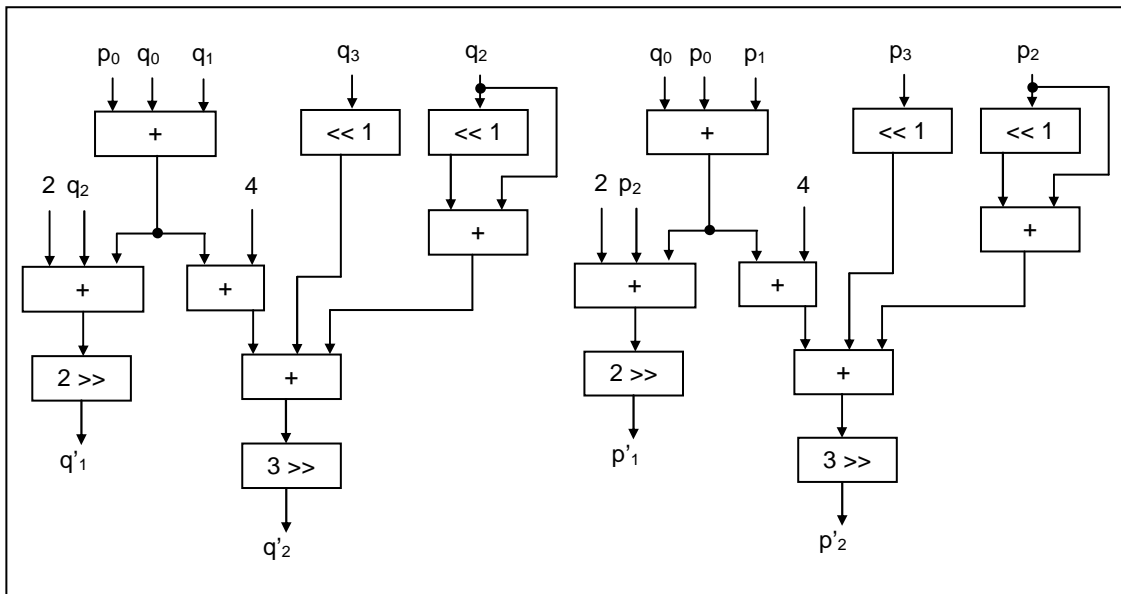 p₀ q₀ q₁ q₃ q₂ q₀ p₀ p₁ p₃ p₂
+ << 1 << 1 + << 1 << 1
2 q₂ 4 2 p₂ 4
+ +
+ + + +
2 >> + 2 >> +
q'₁ 3 >> p'₁ 3 >>
q'₂ p'₂